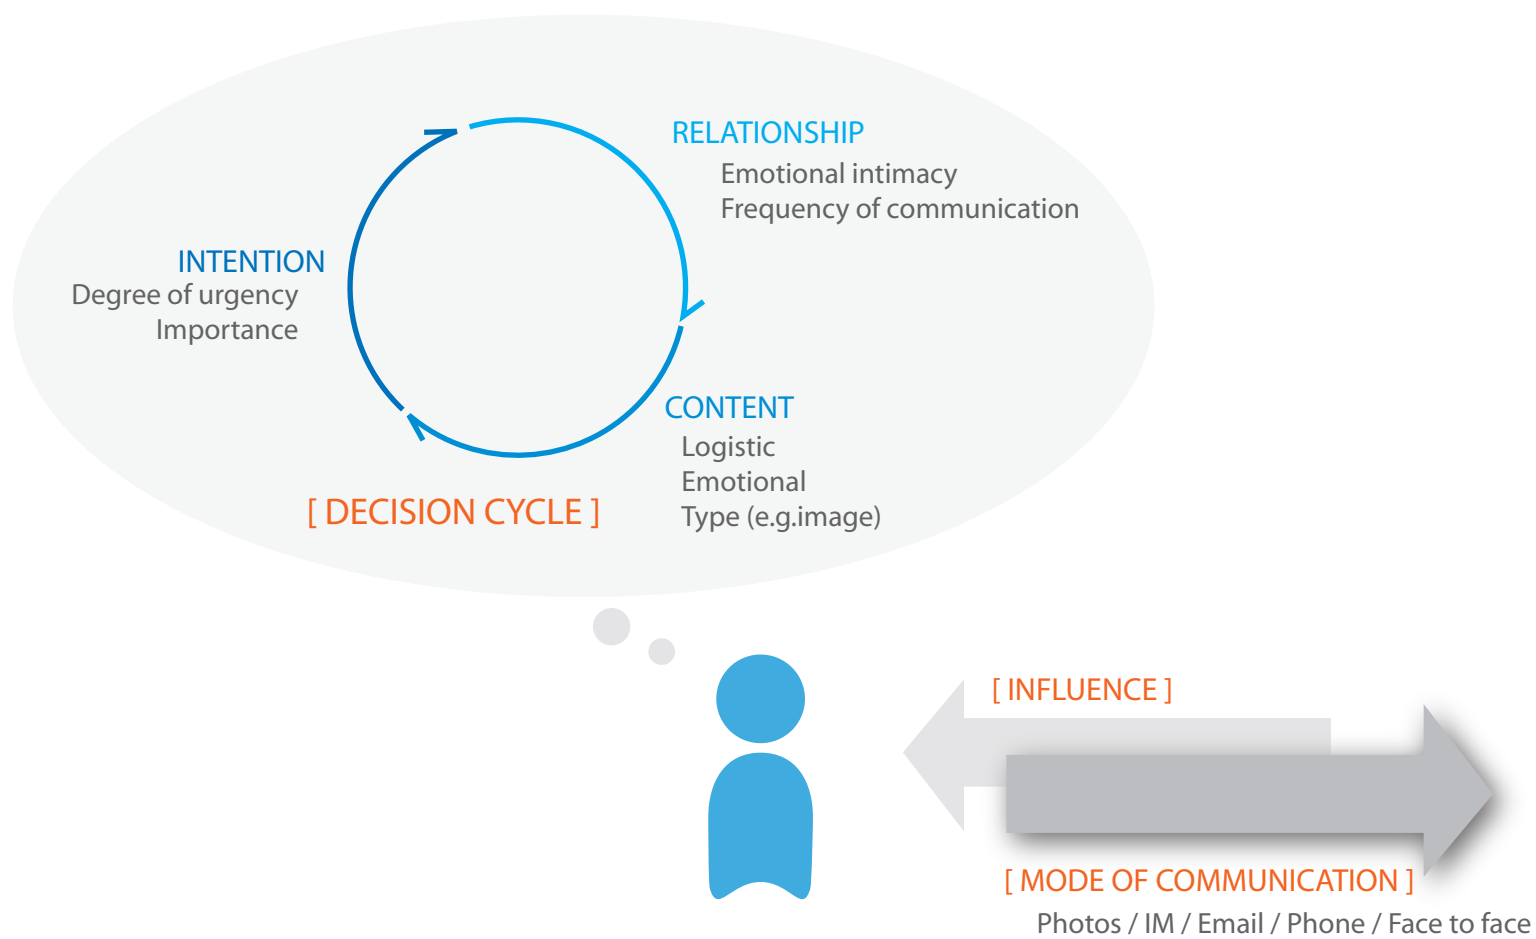 RELATIONSHIP
Emotional intimacy
Frequency of communication
INTENTION
Degree of urgency
Importance
CONTENT
Logistic
Emotional
Type (e.g.image)
[ DECISION CYCLE ]
[ INFLUENCE ]
[ MODE OF COMMUNICATION ]
Photos / IM / Email / Phone / Face to face